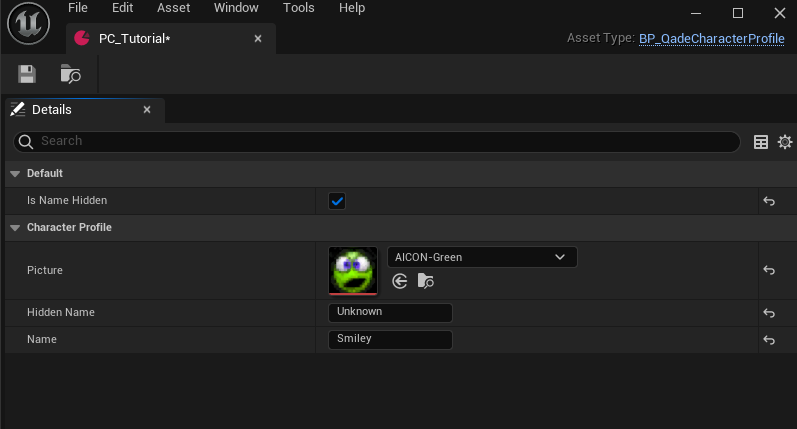 File Edit Asset Window Tools Help
PC_Tutorial*
Asset Type: BP_QadeCharacterProfile
Details
Search
Default
Is Name Hidden
Character Profile
Picture
AICON-Green
Hidden Name
Unknown
Name
Smiley